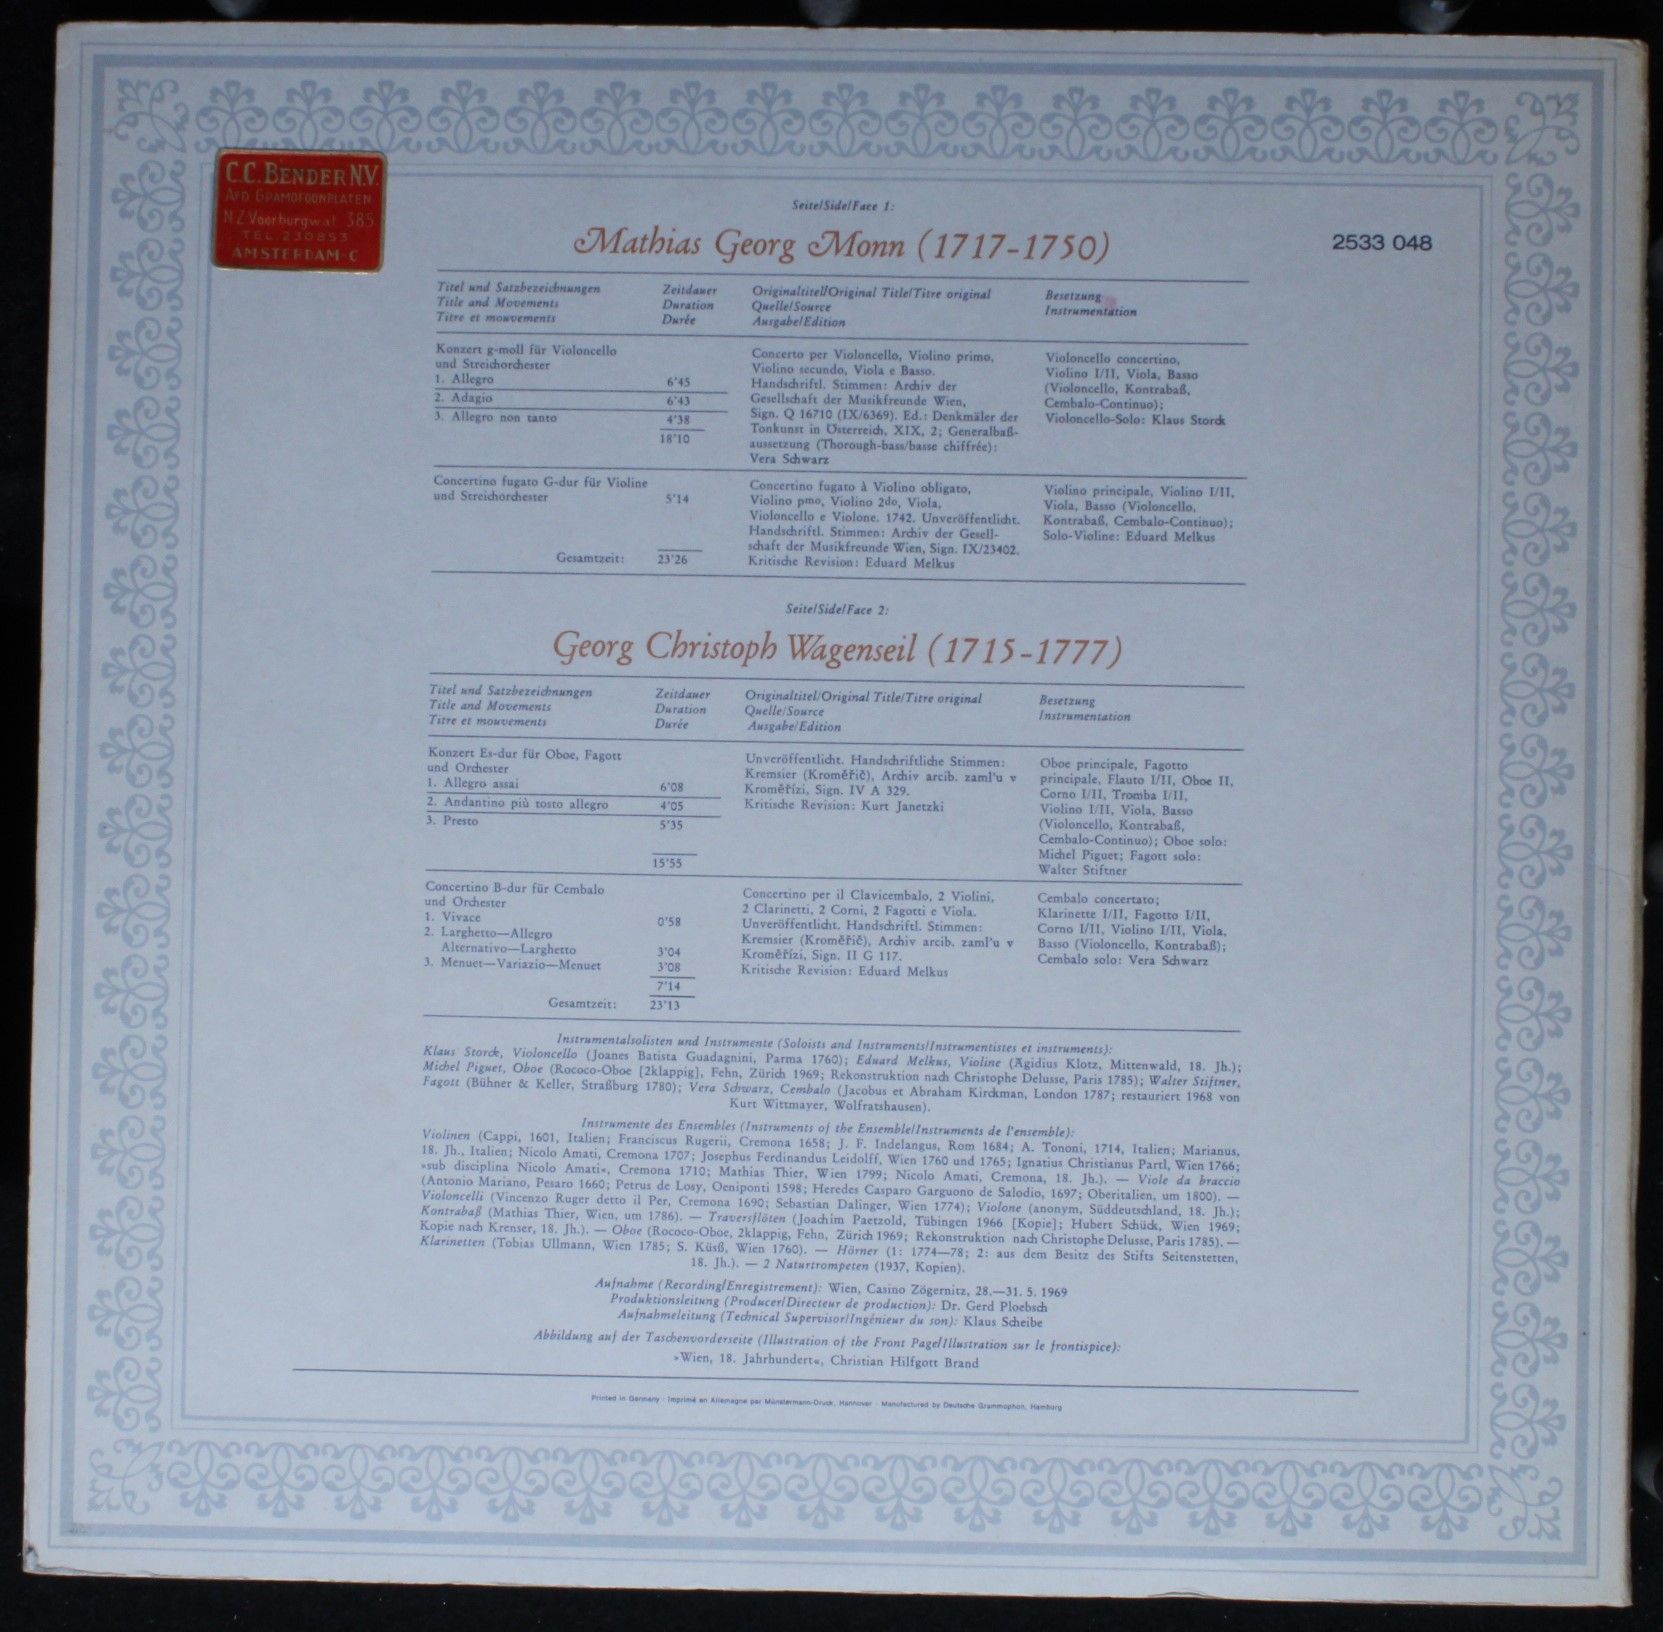 C.C. BENDER N.V.
AFD GRAMOFOONPLATEN
N Z Voorburgwal 385
TEL. 230853
AMSTERDAM-C
Seite/Side/Face 1:
Mathias Georg Monn (1717-1750)
2533 048
Titel und Satzbezeichnungen
Title and Movements
Titre et mouvements
Zeitdauer
Duration
Durée
Originaltitel/Original Title/Titre original
Quelle/Source
Ausgabe/Edition
Besetzung
Instrumentation
Konzert g-moll für Violoncello
und Streichorchester
1. Allegro 6'45
2. Adagio 6'43
3. Allegro non tanto 4'38
18'10
Concerto per Violoncello, Violino primo,
Violino secundo, Viola e Basso.
Handschriftl. Stimmen: Archiv der
Gesellschaft der Musikfreunde Wien,
Sign. Q 16710 (IX/6369). Ed.: Denkmäler der
Tonkunst in Österreich, XIX, 2; Generalbaß-
aussetzung (Thorough-bass/basse chiffrée):
Vera Schwarz
Violoncello concertino,
Violino I/II, Viola, Basso
(Violoncello, Kontrabaß,
Cembalo-Continuo);
Violoncello-Solo: Klaus Storck
Concertino fugato G-dur für Violine
und Streichorchester 5'14
Gesamtzeit: 23'26
Concertino fugato à Violino obligato,
Violino pmo, Violino 2do, Viola,
Violoncello e Violone. 1742. Unveröffentlicht.
Handschriftl. Stimmen: Archiv der Gesell-
schaft der Musikfreunde Wien, Sign. IX/23402.
Kritische Revision: Eduard Melkus
Violino principale, Violino I/II,
Viola, Basso (Violoncello,
Kontrabaß, Cembalo-Continuo);
Solo-Violine: Eduard Melkus
Seite/Side/Face 2:
Georg Christoph Wagenseil (1715-1777)
Titel und Satzbezeichnungen
Title and Movements
Titre et mouvements
Zeitdauer
Duration
Durée
Originaltitel/Original Title/Titre original
Quelle/Source
Ausgabe/Edition
Besetzung
Instrumentation
Konzert Es-dur für Oboe, Fagott
und Orchester
1. Allegro assai 6'08
2. Andantino più tosto allegro 4'05
3. Presto 5'35
15'55
Unveröffentlicht. Handschriftliche Stimmen:
Kremsier (Kroměřič), Archiv arcib. zaml'u v
Kroměřízi, Sign. IV A 329.
Kritische Revision: Kurt Janetzki
Oboe principale, Fagotto
principale, Flauto I/II, Oboe II,
Corno I/II, Tromba I/II,
Violino I/II, Viola, Basso
(Violoncello, Kontrabaß,
Cembalo-Continuo); Oboe solo:
Michel Piguet; Fagott solo:
Walter Stiftner
Concertino B-dur für Cembalo
und Orchester
1. Vivace 0'58
2. Larghetto—Allegro
Alternativo—Larghetto 3'04
3. Menuet—Variazio—Menuet 3'08
7'14
Gesamtzeit: 23'13
Concertino per il Clavicembalo, 2 Violini,
2 Clarinetti, 2 Corni, 2 Fagotti e Viola.
Unveröffentlicht. Handschriftl. Stimmen:
Kremsier (Kroměřič), Archiv arcib. zaml'u v
Kroměřízi, Sign. II G 117.
Kritische Revision: Eduard Melkus
Cembalo concertato;
Klarinette I/II, Fagotto I/II,
Corno I/II, Violino I/II, Viola,
Basso (Violoncello, Kontrabaß);
Cembalo solo: Vera Schwarz
Instrumentalsolisten und Instrumente (Soloists and Instruments/Instrumentistes et instruments):
Klaus Storck, Violoncello (Joanes Batista Guadagnini, Parma 1760); Eduard Melkus, Violine (Ägidius Klotz, Mittenwald, 18. Jh.);
Michel Piguet, Oboe (Rococo-Oboe [2klappig], Fehn, Zürich 1969; Rekonstruktion nach Christophe Delusse, Paris 1785); Walter Stiftner,
Fagott (Bühner & Keller, Straßburg 1780); Vera Schwarz, Cembalo (Jacobus et Abraham Kirckman, London 1787; restauriert 1968 von
Kurt Wittmayer, Wolfratshausen).
Instrumente des Ensembles (Instruments of the Ensemble/Instruments de l'ensemble):
Violinen (Cappi, 1601, Italien; Franciscus Rugerii, Cremona 1658; J. F. Indelangus, Rom 1684; A. Tononi, 1714, Italien; Marianus,
18. Jh., Italien; Nicolo Amati, Cremona 1707; Josephus Ferdinandus Leidolff, Wien 1760 und 1765; Ignatius Christianus Partl, Wien 1766;
»sub disciplina Nicolo Amati«, Cremona 1710; Mathias Thier, Wien 1799; Nicolo Amati, Cremona, 18. Jh.). — Viole da braccio
(Antonio Mariano, Pesaro 1660; Petrus de Losy, Oeniponti 1598; Heredes Casparo Garguono de Salodio, 1697; Oberitalien, um 1800). —
Violoncelli (Vincenzo Ruger detto il Per, Cremona 1690; Sebastian Dalinger, Wien 1774); Violone (anonym, Süddeutschland, 18. Jh.);
Kontrabaß (Mathias Thier, Wien, um 1786). — Traversflöten (Joachim Paetzold, Tübingen 1966 [Kopie]; Hubert Schück, Wien 1969;
Kopie nach Krenser, 18. Jh.). — Oboe (Rococo-Oboe, 2klappig, Fehn, Zürich 1969; Rekonstruktion nach Christophe Delusse, Paris 1785). —
Klarinetten (Tobias Ullmann, Wien 1785; S. Küsß, Wien 1760). — Hörner (1: 1774—78; 2: aus dem Besitz des Stifts Seitenstetten,
18. Jh.). — 2 Naturtrompeten (1937, Kopien).
Aufnahme (Recording/Enregistrement): Wien, Casino Zögernitz, 28.—31. 5. 1969
Produktionsleitung (Producer/Directeur de production): Dr. Gerd Ploebsch
Aufnahmeleitung (Technical Supervisor/Ingénieur du son): Klaus Scheibe
Abbildung auf der Taschenvorderseite (Illustration of the Front Page/Illustration sur le frontispice):
»Wien, 18. Jahrhundert«, Christian Hilfgott Brand
Printed in Germany · Imprimé en Allemagne par Münstermann-Druck, Hannover · Manufactured by Deutsche Grammophon, Hamburg